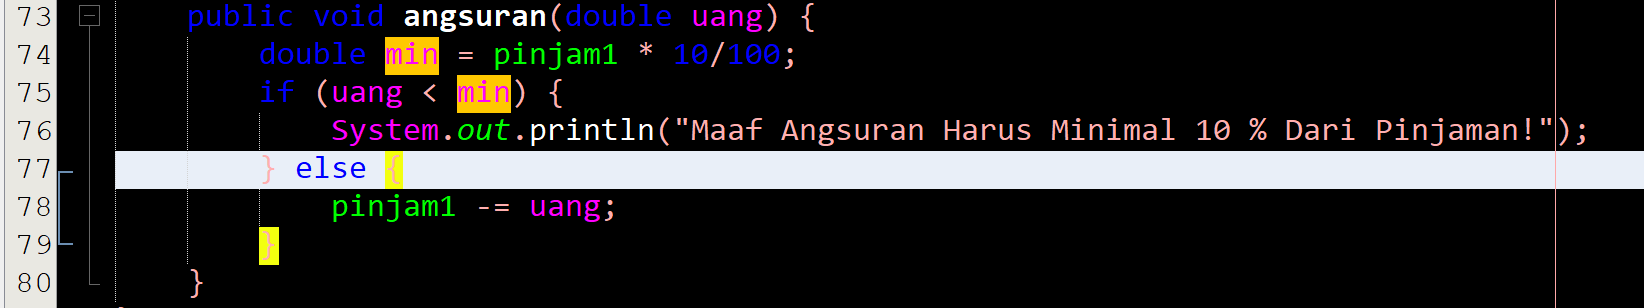 73 public void angsuran(double uang) {
74 double min = pinjam1 * 10/100;
75 if (uang < min) {
76 System.out.println("Maaf Angsuran Harus Minimal 10 % Dari Pinjaman!");
77 } else {
78 pinjam1 -= uang;
79 }
80 }